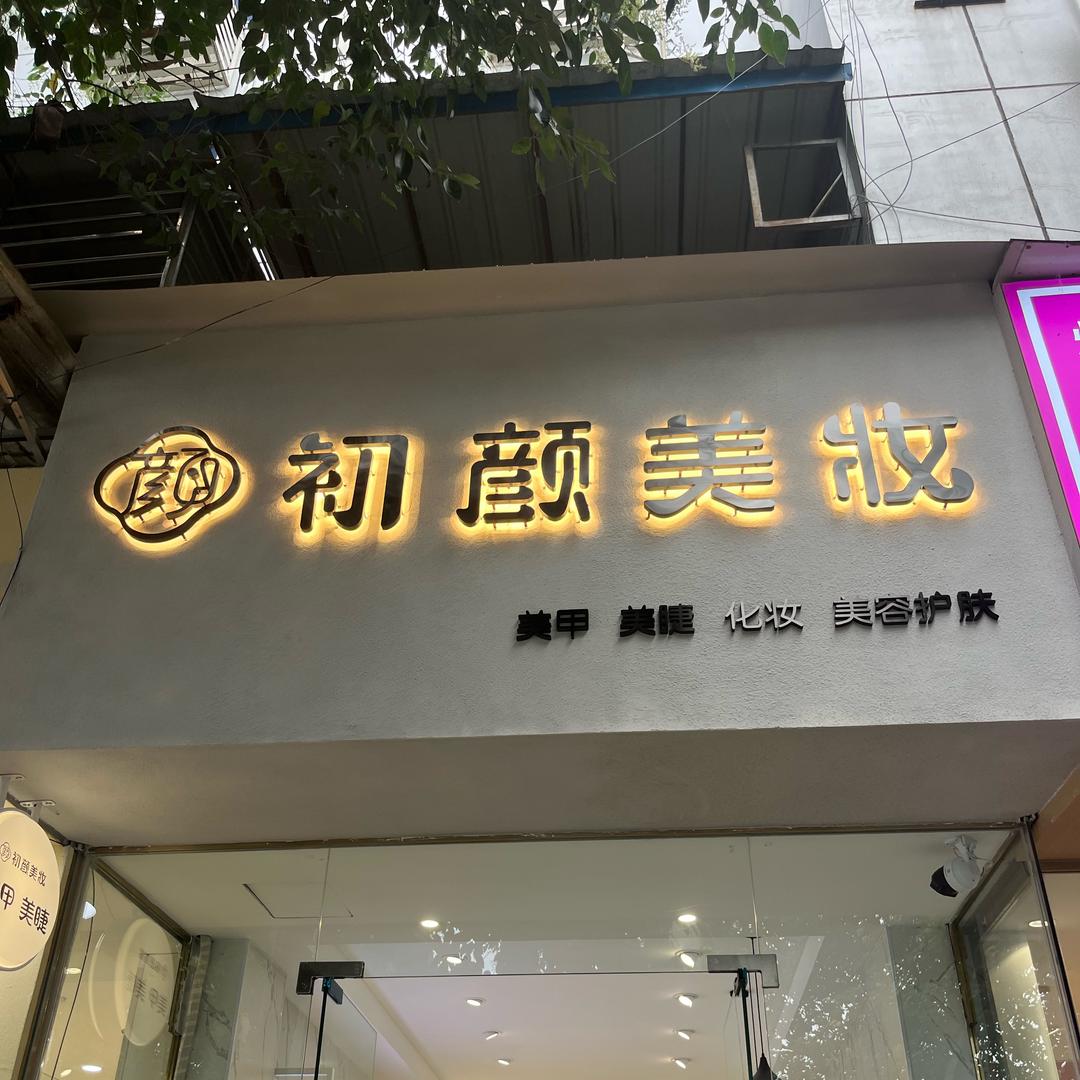 顔 初颜美妆
美甲 美睫 化妆 美容护肤
初颜美妆
甲 美睫